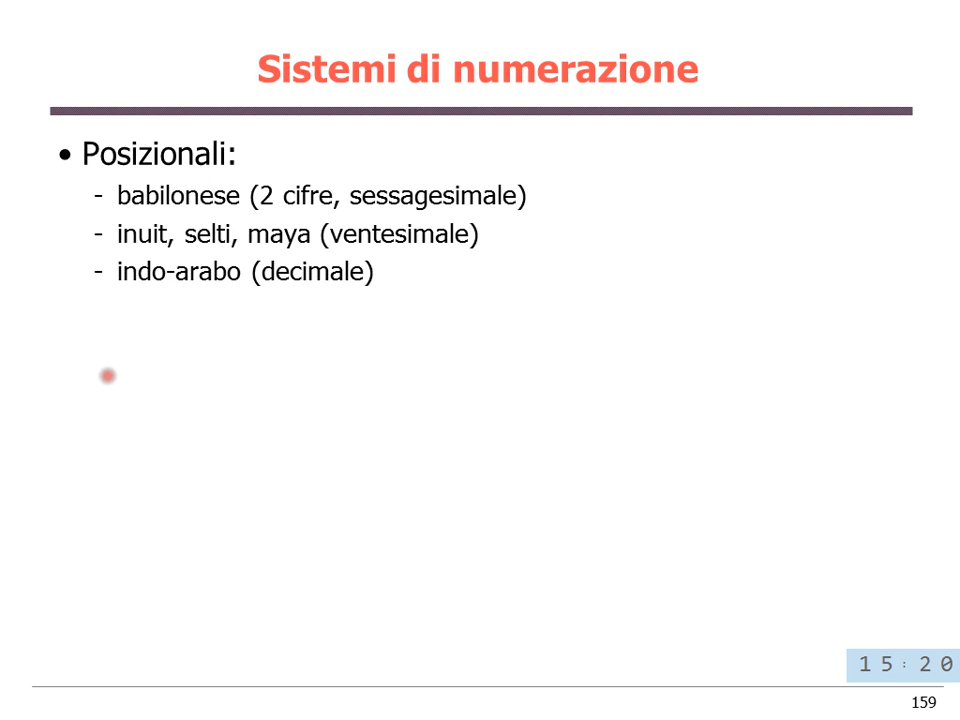 Sistemi di numerazione
• Posizionali:
- babilonese (2 cifre, sessagesimale)
- inuit, selti, maya (ventesimale)
- indo-arabo (decimale)
15:20
159